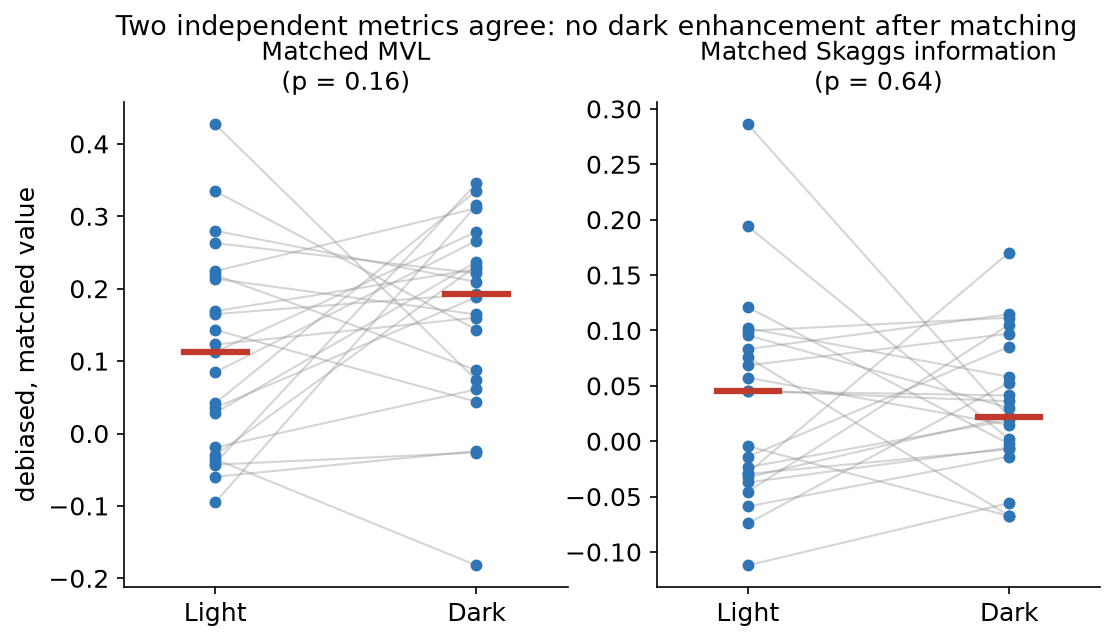 Two independent metrics agree: no dark enhancement after matching
Matched MVL
(p = 0.16)
debiased, matched value
0.4
0.3
0.2
0.1
0.0
−0.1
−0.2
Light
Dark
Matched Skaggs information
(p = 0.64)
0.30
0.25
0.20
0.15
0.10
0.05
0.00
−0.05
−0.10
Light
Dark